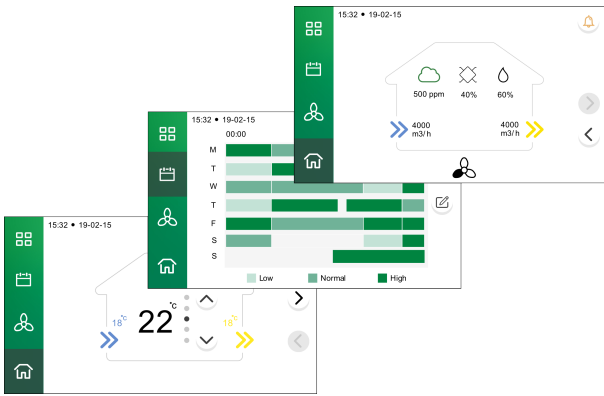 15:32 • 19-02-15
500 ppm
40%
60%
4000
m3/h
4000
m3/h
15:32 • 19-02-15
00:00
M
T
W
T
F
S
S
Low
Normal
High
15:32 • 19-02-15
22°C
18°C
18°C